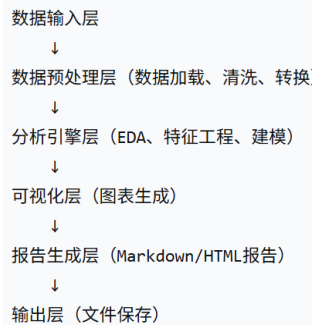 数据输入层
↓
数据预处理层（数据加载、清洗、转换）
↓
分析引擎层（EDA、特征工程、建模）
↓
可视化层（图表生成）
↓
报告生成层（Markdown/HTML报告）
↓
输出层（文件保存）